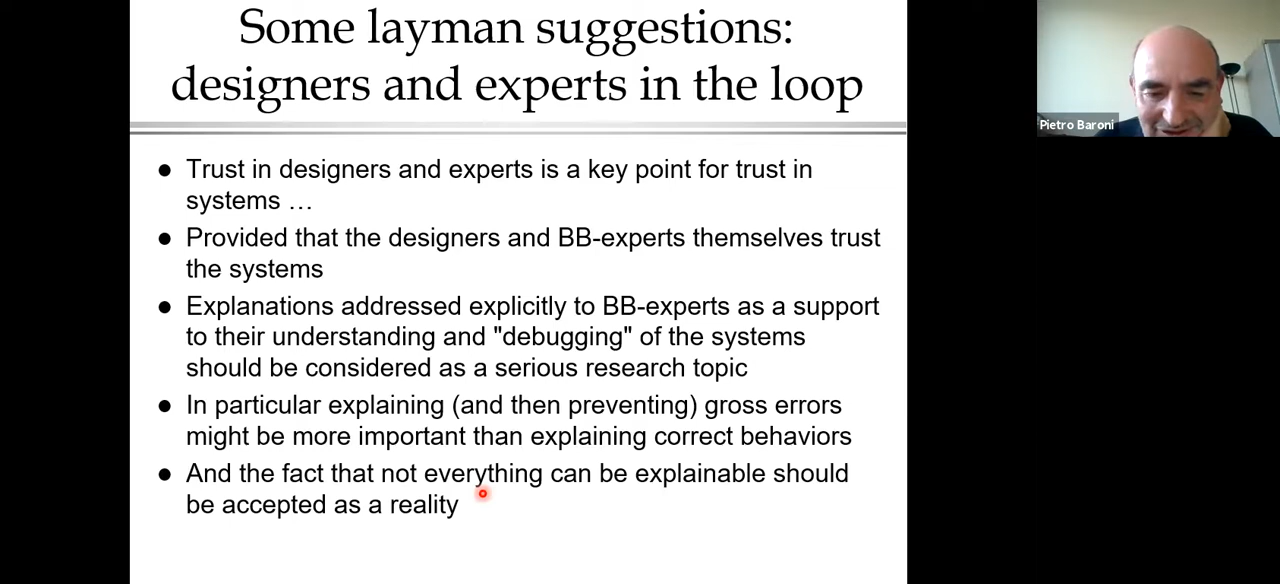 Some layman suggestions:
designers and experts in the loop
● Trust in designers and experts is a key point for trust in
systems …
● Provided that the designers and BB-experts themselves trust
the systems
● Explanations addressed explicitly to BB-experts as a support
to their understanding and "debugging" of the systems
should be considered as a serious research topic
● In particular explaining (and then preventing) gross errors
might be more important than explaining correct behaviors
● And the fact that not everything can be explainable should
be accepted as a reality
Pietro Baroni